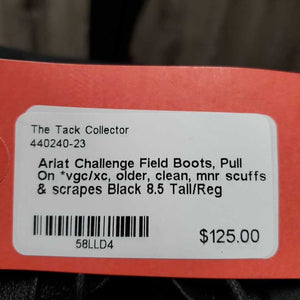 The Tack Collector
440240-23
Ariat Challenge Field Boots, Pull
On *vgc/xc, older, clean, mnr scuffs
& scrapes Black 8.5 Tall/Reg
58LLD4
$125.00